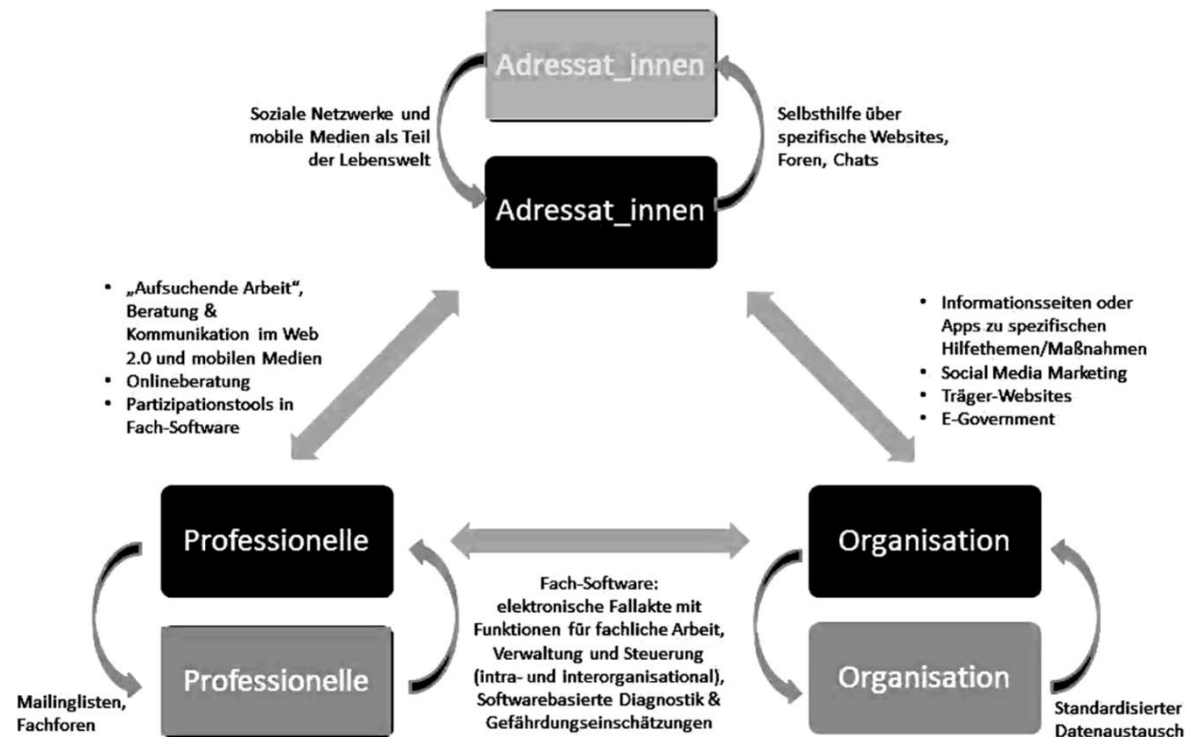 Adressat_innen
Soziale Netzwerke und
mobile Medien als Teil
der Lebenswelt
Selbsthilfe über
spezifische Websites,
Foren, Chats
Adressat_innen
• „Aufsuchende Arbeit“,
Beratung &
Kommunikation im Web
2.0 und mobilen Medien
• Onlineberatung
• Partizipationstools in
Fach-Software
• Informationsseiten oder
Apps zu spezifischen
Hilfethemen/Maßnahmen
• Social Media Marketing
• Träger-Websites
• E-Government
Professionelle
Organisation
Fach-Software:
elektronische Fallakte mit
Funktionen für fachliche Arbeit,
Verwaltung und Steuerung
(intra- und interorganisational),
Softwarebasierte Diagnostik &
Gefährdungseinschätzungen
Professionelle
Organisation
Mailinglisten,
Fachforen
Standardisierter
Datenaustausch